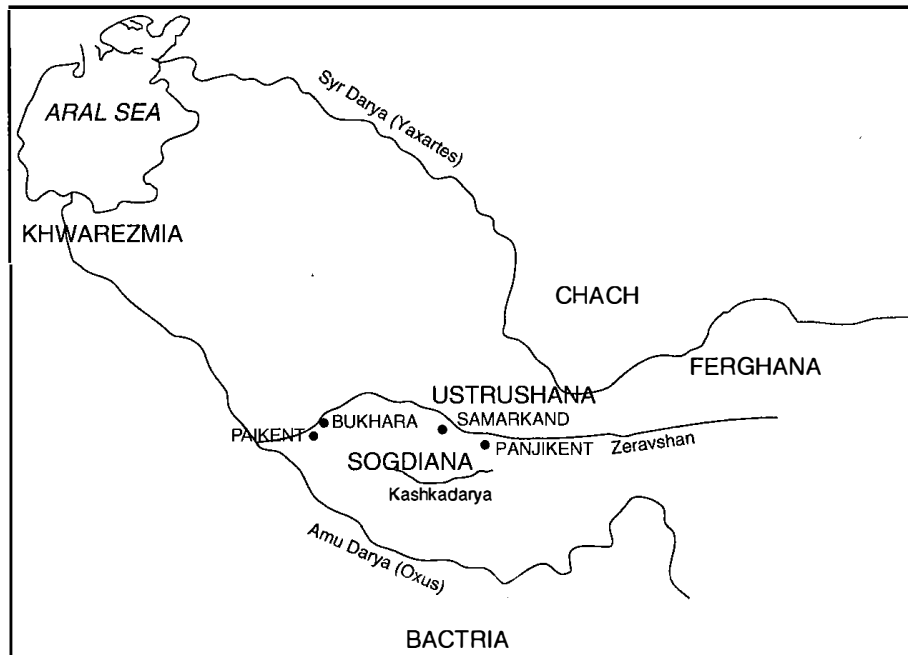 ARAL SEA
Syr Darya (Yaxartes)
KHWAREZMIA
CHACH
FERGHANA
USTRUSHANA
BUKHARA
SAMARKAND
PAIKENT
PANJIKENT
Zeravshan
SOGDIANA
Kashkadarya
Amu Darya (Oxus)
BACTRIA